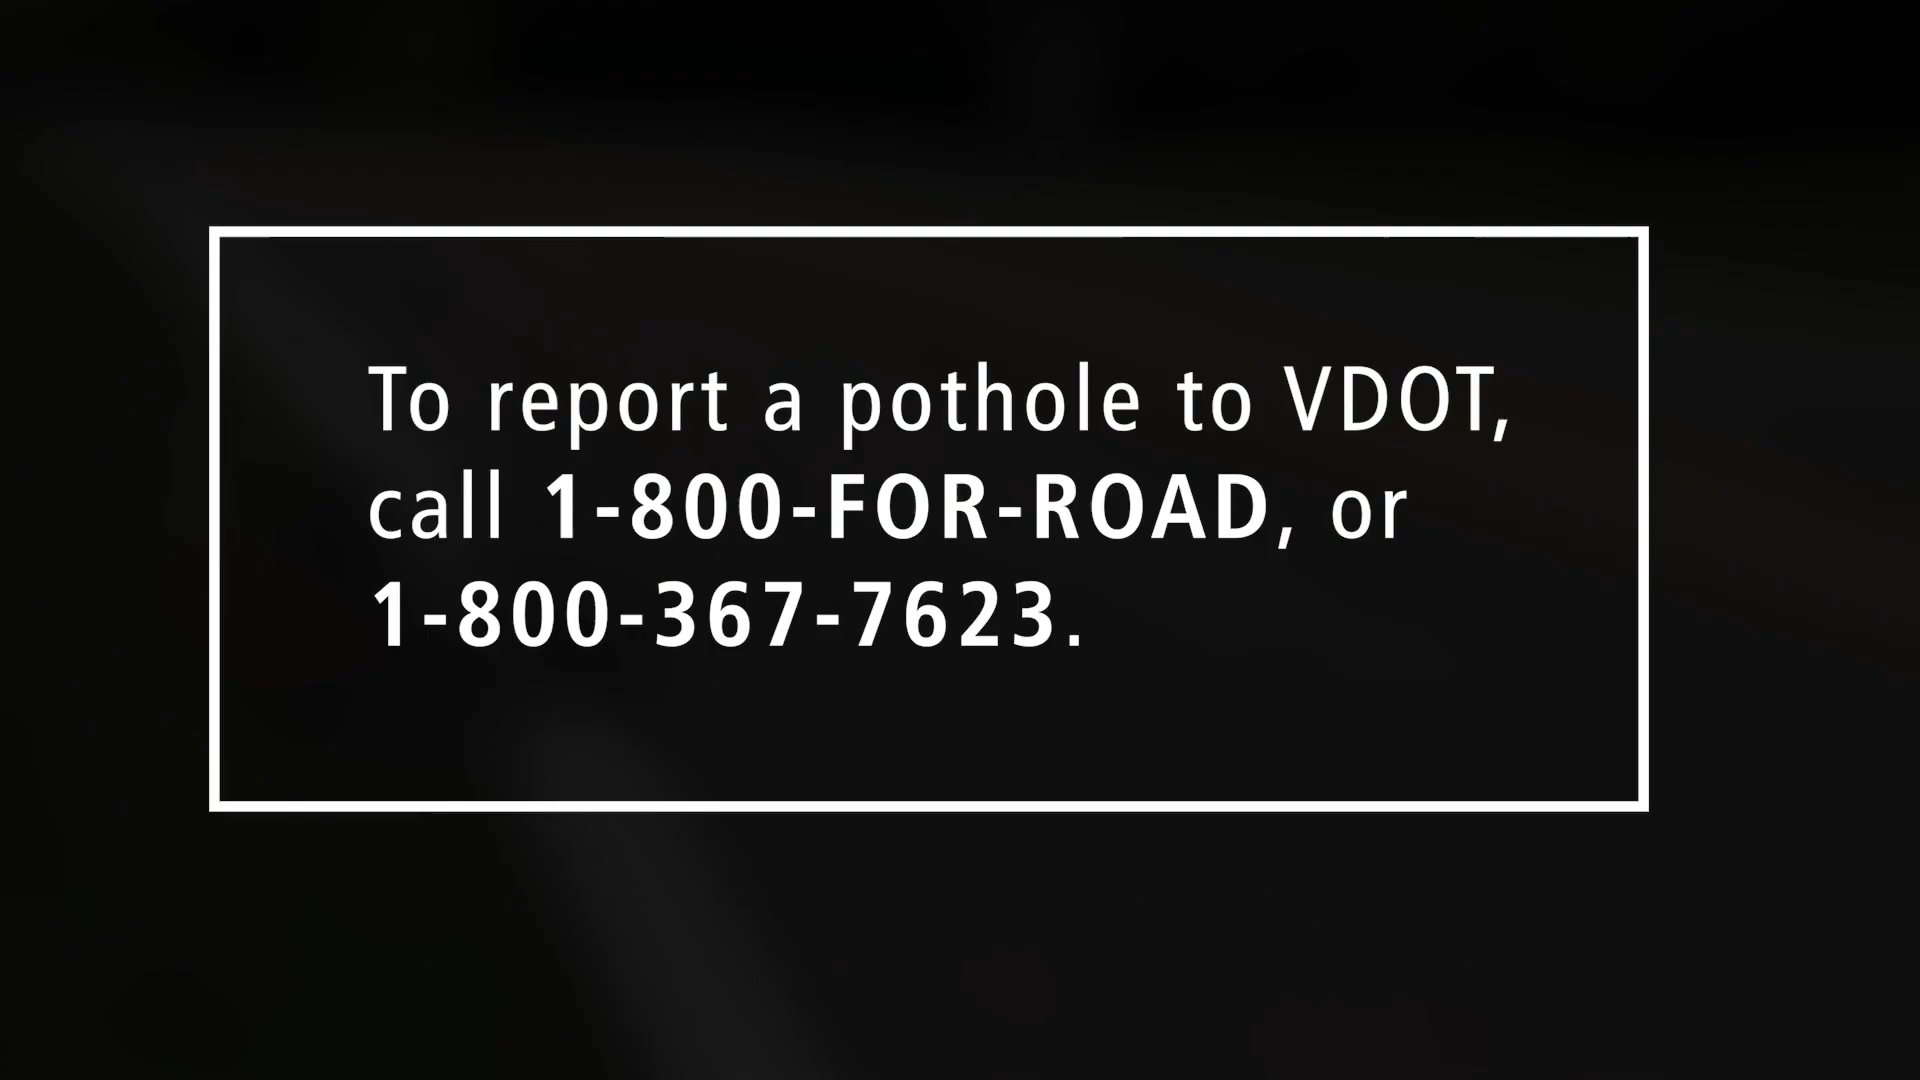 To report a pothole to VDOT,
call 1-800-FOR-ROAD, or
1-800-367-7623.